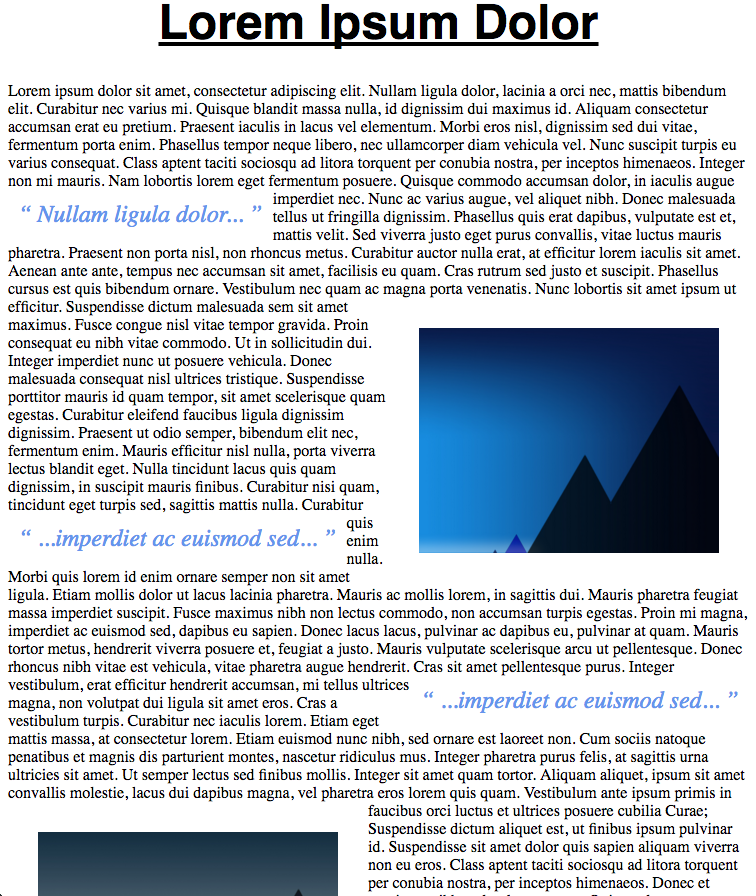 Lorem Ipsum Dolor
Lorem ipsum dolor sit amet, consectetur adipiscing elit. Nullam ligula dolor, lacinia a orci nec, mattis bibendum
elit. Curabitur nec varius mi. Quisque blandit massa nulla, id dignissim dui maximus id. Aliquam consectetur
accumsan erat eu pretium. Praesent iaculis in lacus vel elementum. Morbi eros nisl, dignissim sed dui vitae,
fermentum porta enim. Phasellus tempor neque libero, nec ullamcorper diam vehicula vel. Nunc suscipit turpis eu
varius consequat. Class aptent taciti sociosqu ad litora torquent per conubia nostra, per inceptos himenaeos. Integer
non mi mauris. Nam lobortis lorem eget fermentum posuere. Quisque commodo accumsan dolor, in iaculis augue
imperdiet nec. Nunc ac varius augue, vel aliquet nibh. Donec malesuada
“ Nullam ligula dolor... ”
tellus ut fringilla dignissim. Phasellus quis erat dapibus, vulputate est et,
mattis velit. Sed viverra justo eget purus convallis, vitae luctus mauris
pharetra. Praesent non porta nisl, non rhoncus metus. Curabitur auctor nulla erat, at efficitur lorem iaculis sit amet.
Aenean ante ante, tempus nec accumsan sit amet, facilisis eu quam. Cras rutrum sed justo et suscipit. Phasellus
cursus est quis bibendum ornare. Vestibulum nec quam ac magna porta venenatis. Nunc lobortis sit amet ipsum ut
efficitur. Suspendisse dictum malesuada sem sit amet
maximus. Fusce congue nisl vitae tempor gravida. Proin
consequat eu nibh vitae commodo. Ut in sollicitudin dui.
Integer imperdiet nunc ut posuere vehicula. Donec
malesuada consequat nisl ultrices tristique. Suspendisse
porttitor mauris id quam tempor, sit amet scelerisque quam
egestas. Curabitur eleifend faucibus ligula dignissim
dignissim. Praesent ut odio semper, bibendum elit nec,
fermentum enim. Mauris efficitur nisl nulla, porta viverra
lectus blandit eget. Nulla tincidunt lacus quis quam
dignissim, in suscipit mauris finibus. Curabitur nisi quam,
tincidunt eget turpis sed, sagittis mattis nulla. Curabitur
quis
“ ...imperdiet ac euismod sed... ”
enim
nulla.
Morbi quis lorem id enim ornare semper non sit amet
ligula. Etiam mollis dolor ut lacus lacinia pharetra. Mauris ac mollis lorem, in sagittis dui. Mauris pharetra feugiat
massa imperdiet suscipit. Fusce maximus nibh non lectus commodo, non accumsan turpis egestas. Proin mi magna,
imperdiet ac euismod sed, dapibus eu sapien. Donec lacus lacus, pulvinar ac dapibus eu, pulvinar at quam. Mauris
tortor metus, hendrerit viverra posuere et, feugiat a justo. Mauris vulputate scelerisque arcu ut pellentesque. Donec
rhoncus nibh vitae est vehicula, vitae pharetra augue hendrerit. Cras sit amet pellentesque purus. Integer
vestibulum, erat efficitur hendrerit accumsan, mi tellus ultrices
magna, non volutpat dui ligula sit amet eros. Cras a
“ ...imperdiet ac euismod sed... ”
vestibulum turpis. Curabitur nec iaculis lorem. Etiam eget
mattis massa, at consectetur lorem. Etiam euismod nunc nibh, sed ornare est laoreet non. Cum sociis natoque
penatibus et magnis dis parturient montes, nascetur ridiculus mus. Integer pharetra purus felis, at sagittis urna
ultricies sit amet. Ut semper lectus sed finibus mollis. Integer sit amet quam tortor. Aliquam aliquet, ipsum sit amet
convallis molestie, lacus dui dapibus magna, vel pharetra eros lorem quis quam. Vestibulum ante ipsum primis in
faucibus orci luctus et ultrices posuere cubilia Curae;
Suspendisse dictum aliquet est, ut finibus ipsum pulvinar
id. Suspendisse sit amet dolor quis sapien aliquam viverra
non eu eros. Class aptent taciti sociosqu ad litora torquent
per conubia nostra, per inceptos himenaeos. Donec et